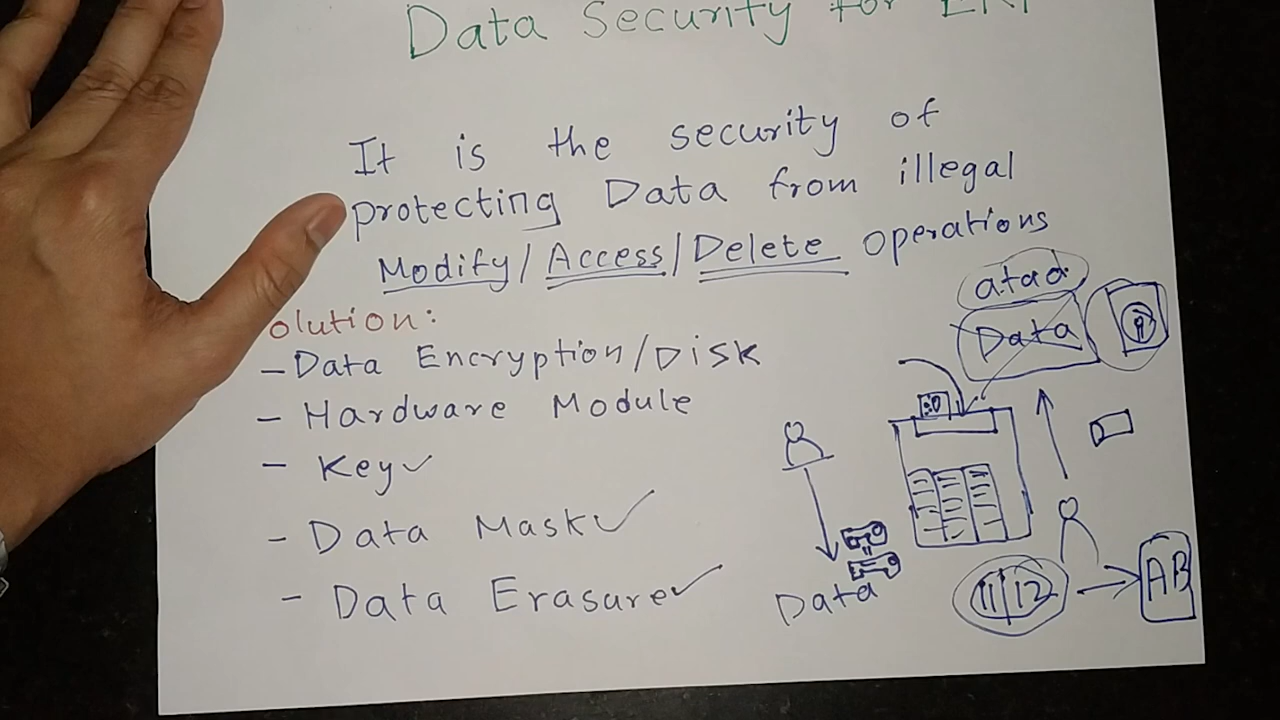 Data Security for ERP
It is the security of
protecting Data from illegal
Modify/Access/Delete operations
olution:
- Data Encryption/Disk
- Hardware Module
- Key
- Data Mask
- Data Erasure
atad
Data
Data
11/12
AB